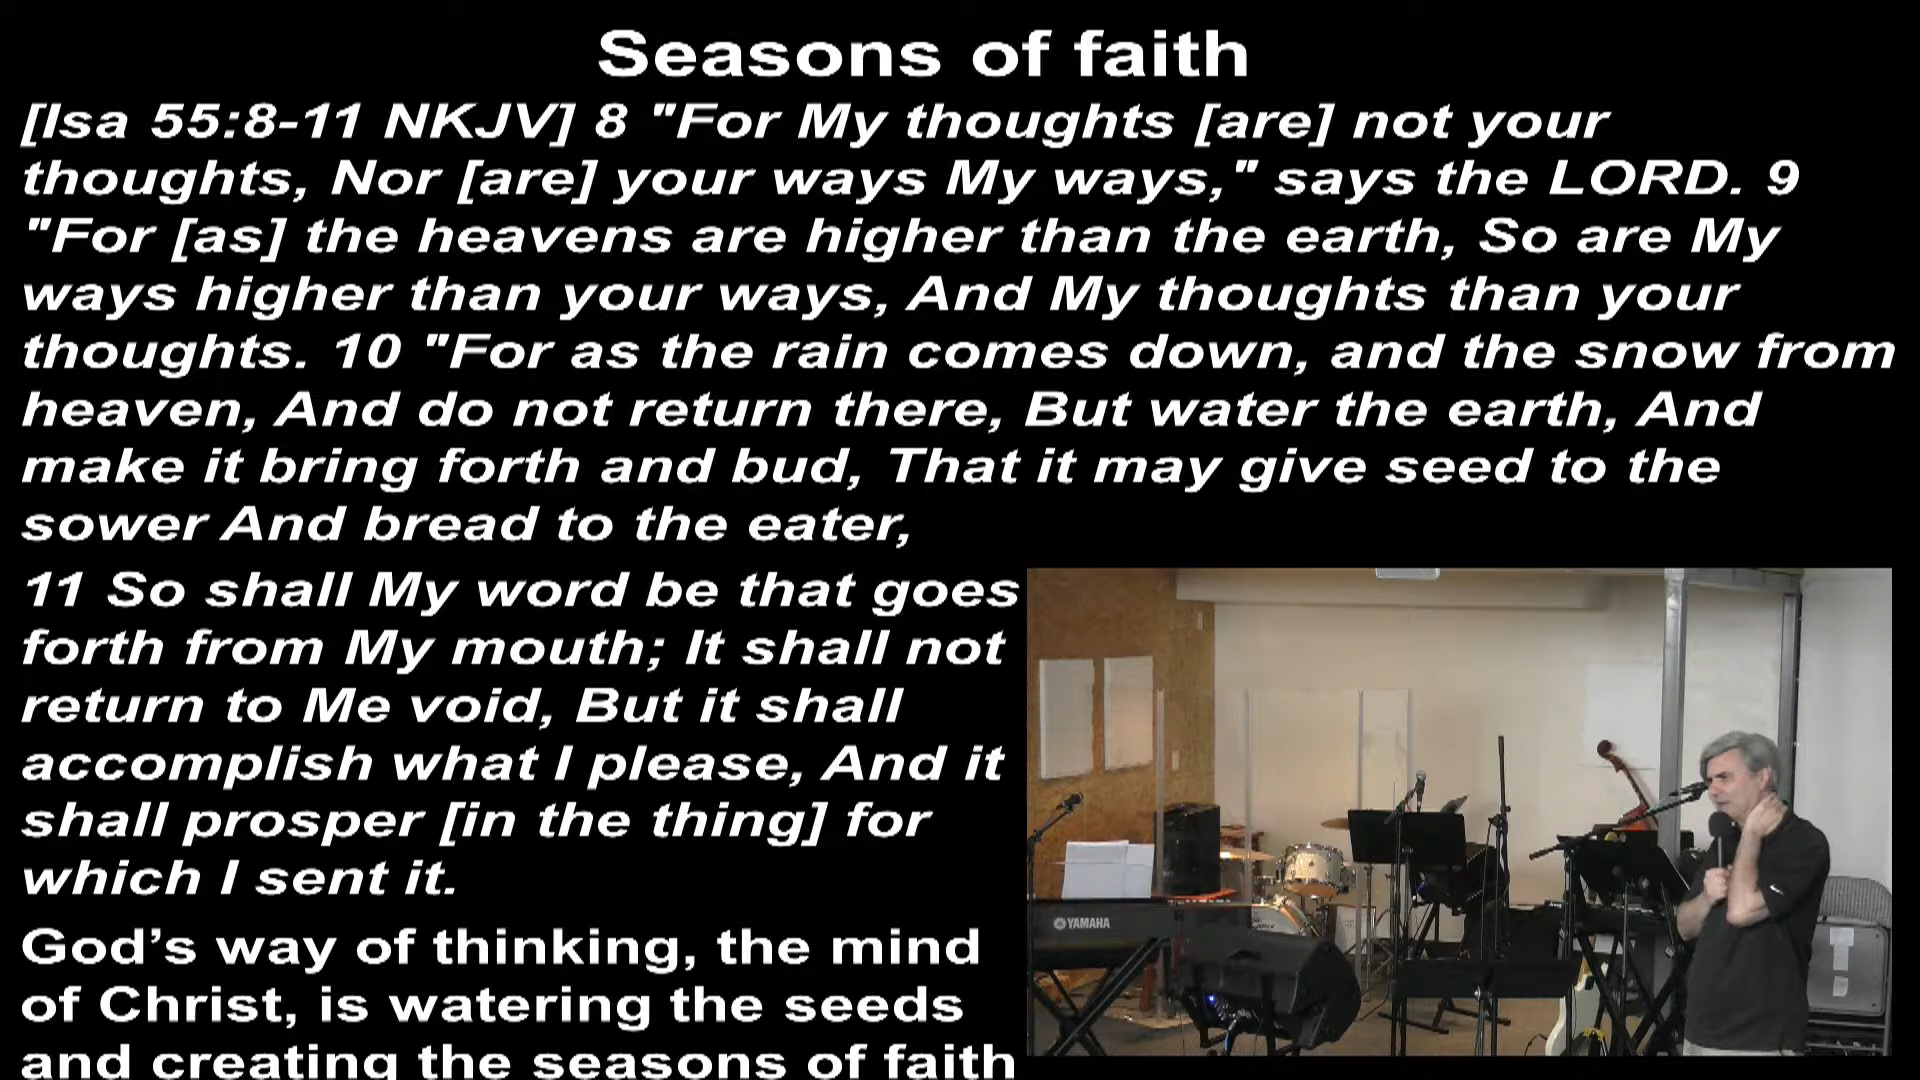 Seasons of faith
[Isa 55:8-11 NKJV] 8 "For My thoughts [are] not your
thoughts, Nor [are] your ways My ways," says the LORD. 9
"For [as] the heavens are higher than the earth, So are My
ways higher than your ways, And My thoughts than your
thoughts. 10 "For as the rain comes down, and the snow from
heaven, And do not return there, But water the earth, And
make it bring forth and bud, That it may give seed to the
sower And bread to the eater,
11 So shall My word be that goes
forth from My mouth; It shall not
return to Me void, But it shall
accomplish what I please, And it
shall prosper [in the thing] for
which I sent it.
God’s way of thinking, the mind
of Christ, is watering the seeds
and creating the seasons of faith
YAMAHA